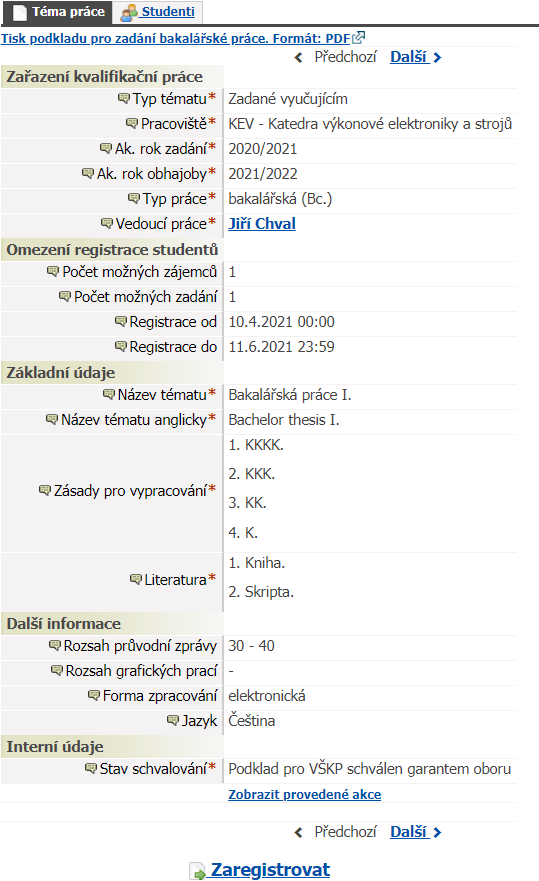 Téma práce Studenti
Tisk podkladu pro zadání bakalářské práce. Formát: PDF
Předchozí Další
Zařazení kvalifikační práce
Typ tématu* Zadané vyučujícím
Pracoviště* KEV - Katedra výkonové elektroniky a strojů
Ak. rok zadání* 2020/2021
Ak. rok obhajoby* 2021/2022
Typ práce* bakalářská (Bc.)
Vedoucí práce* Jiří Chval
Omezení registrace studentů
Počet možných zájemců 1
Počet možných zadání 1
Registrace od 10.4.2021 00:00
Registrace do 11.6.2021 23:59
Základní údaje
Název tématu* Bakalářská práce I.
Název tématu anglicky* Bachelor thesis I.
Zásady pro vypracování* 1. KKKK.
2. KKK.
3. KK.
4. K.
Literatura* 1. Kniha.
2. Skripta.
Další informace
Rozsah průvodní zprávy 30 - 40
Rozsah grafických prací -
Forma zpracování elektronická
Jazyk Čeština
Interní údaje
Stav schvalování* Podklad pro VŠKP schválen garantem oboru
Zobrazit provedené akce
Předchozí Další
Zaregistrovat